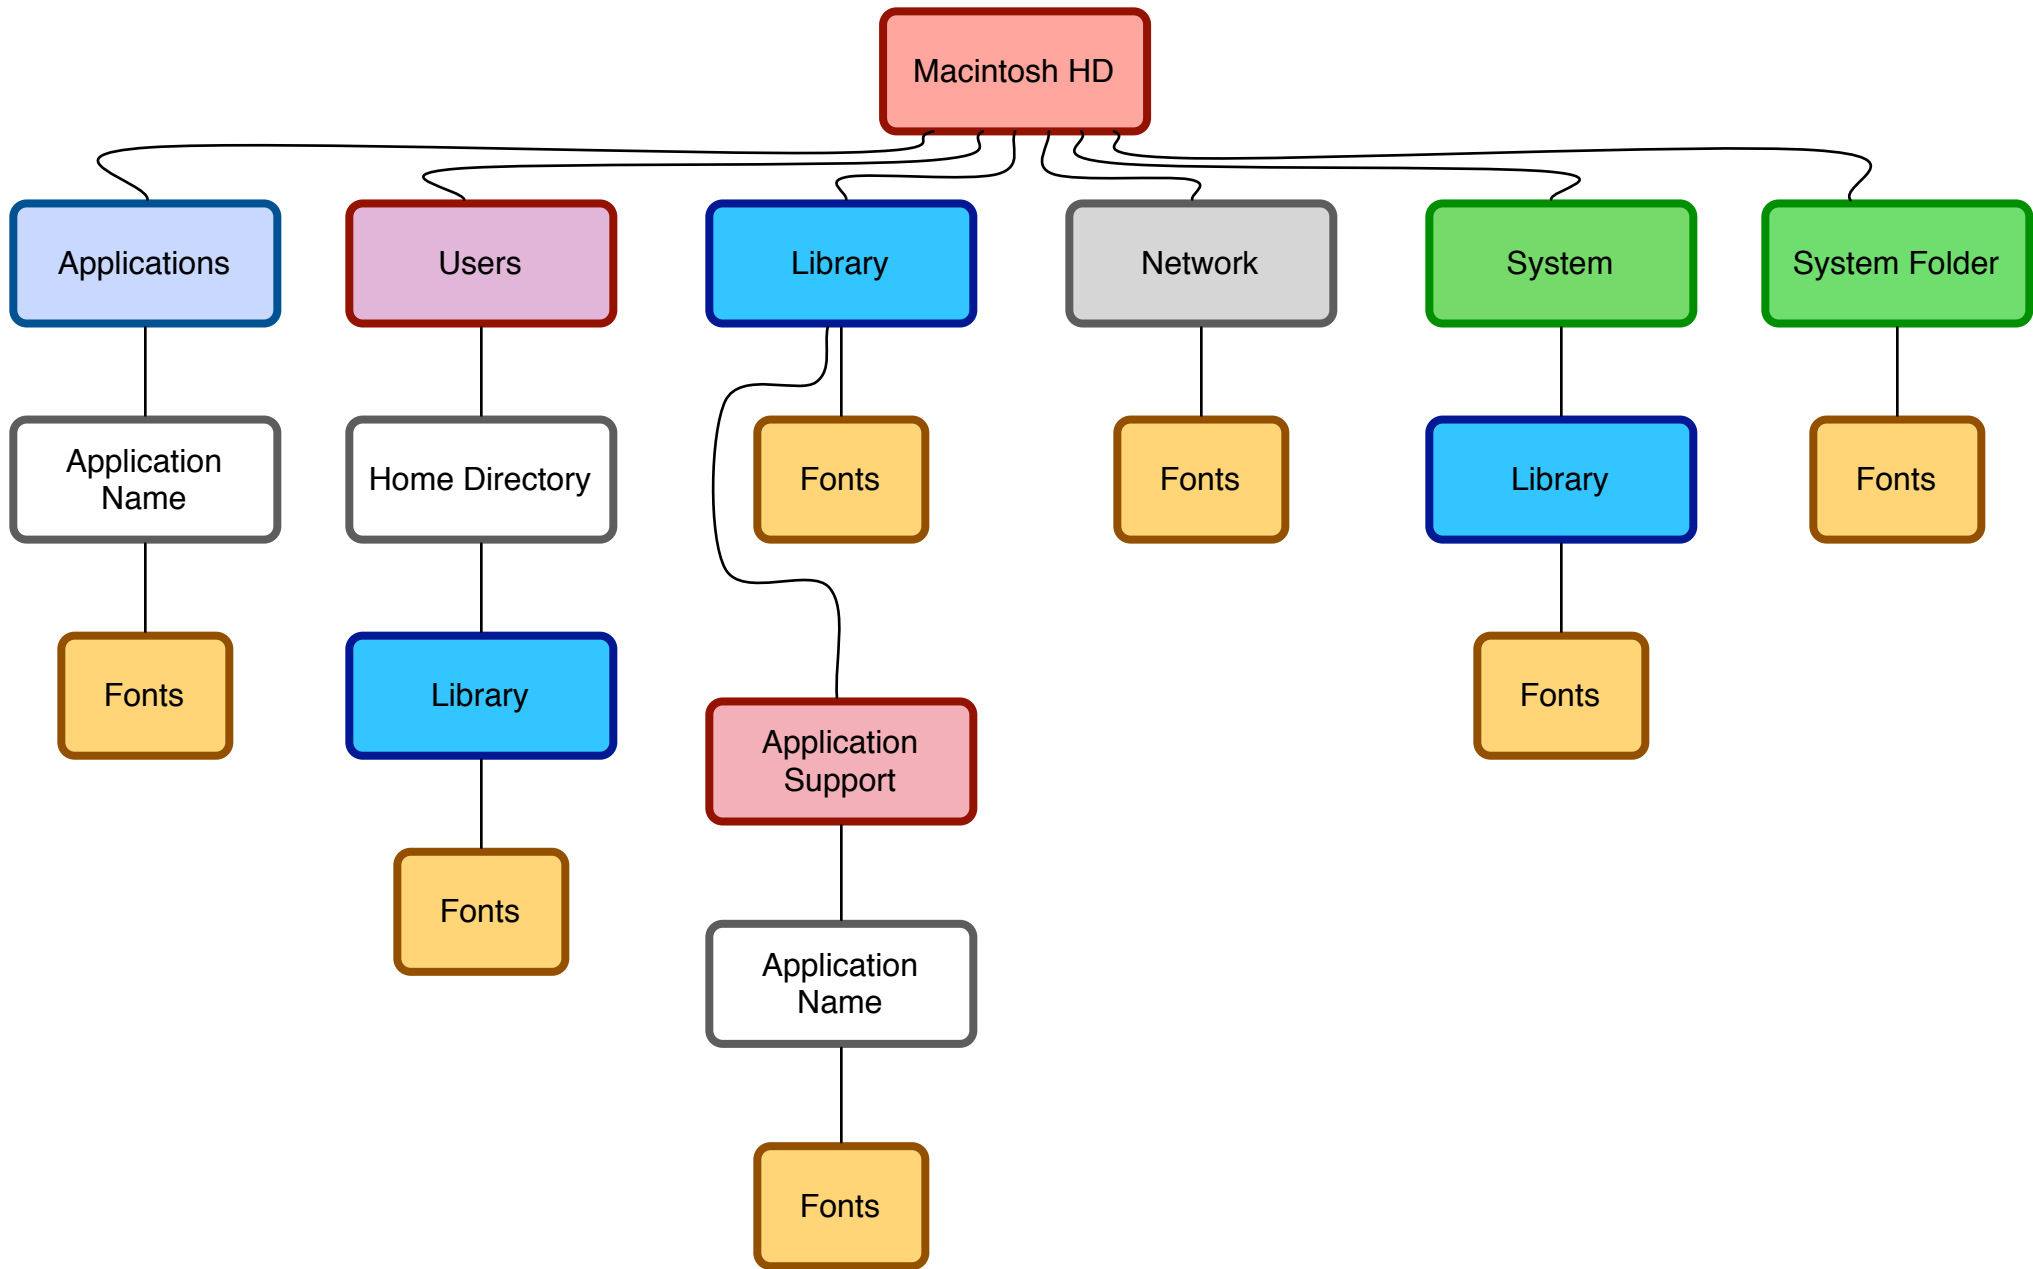 Macintosh HD
Applications
Users
Library
Network
System
System Folder
Application
Name
Home Directory
Fonts
Fonts
Library
Fonts
Fonts
Library
Fonts
Application
Support
Fonts
Application
Name
Fonts